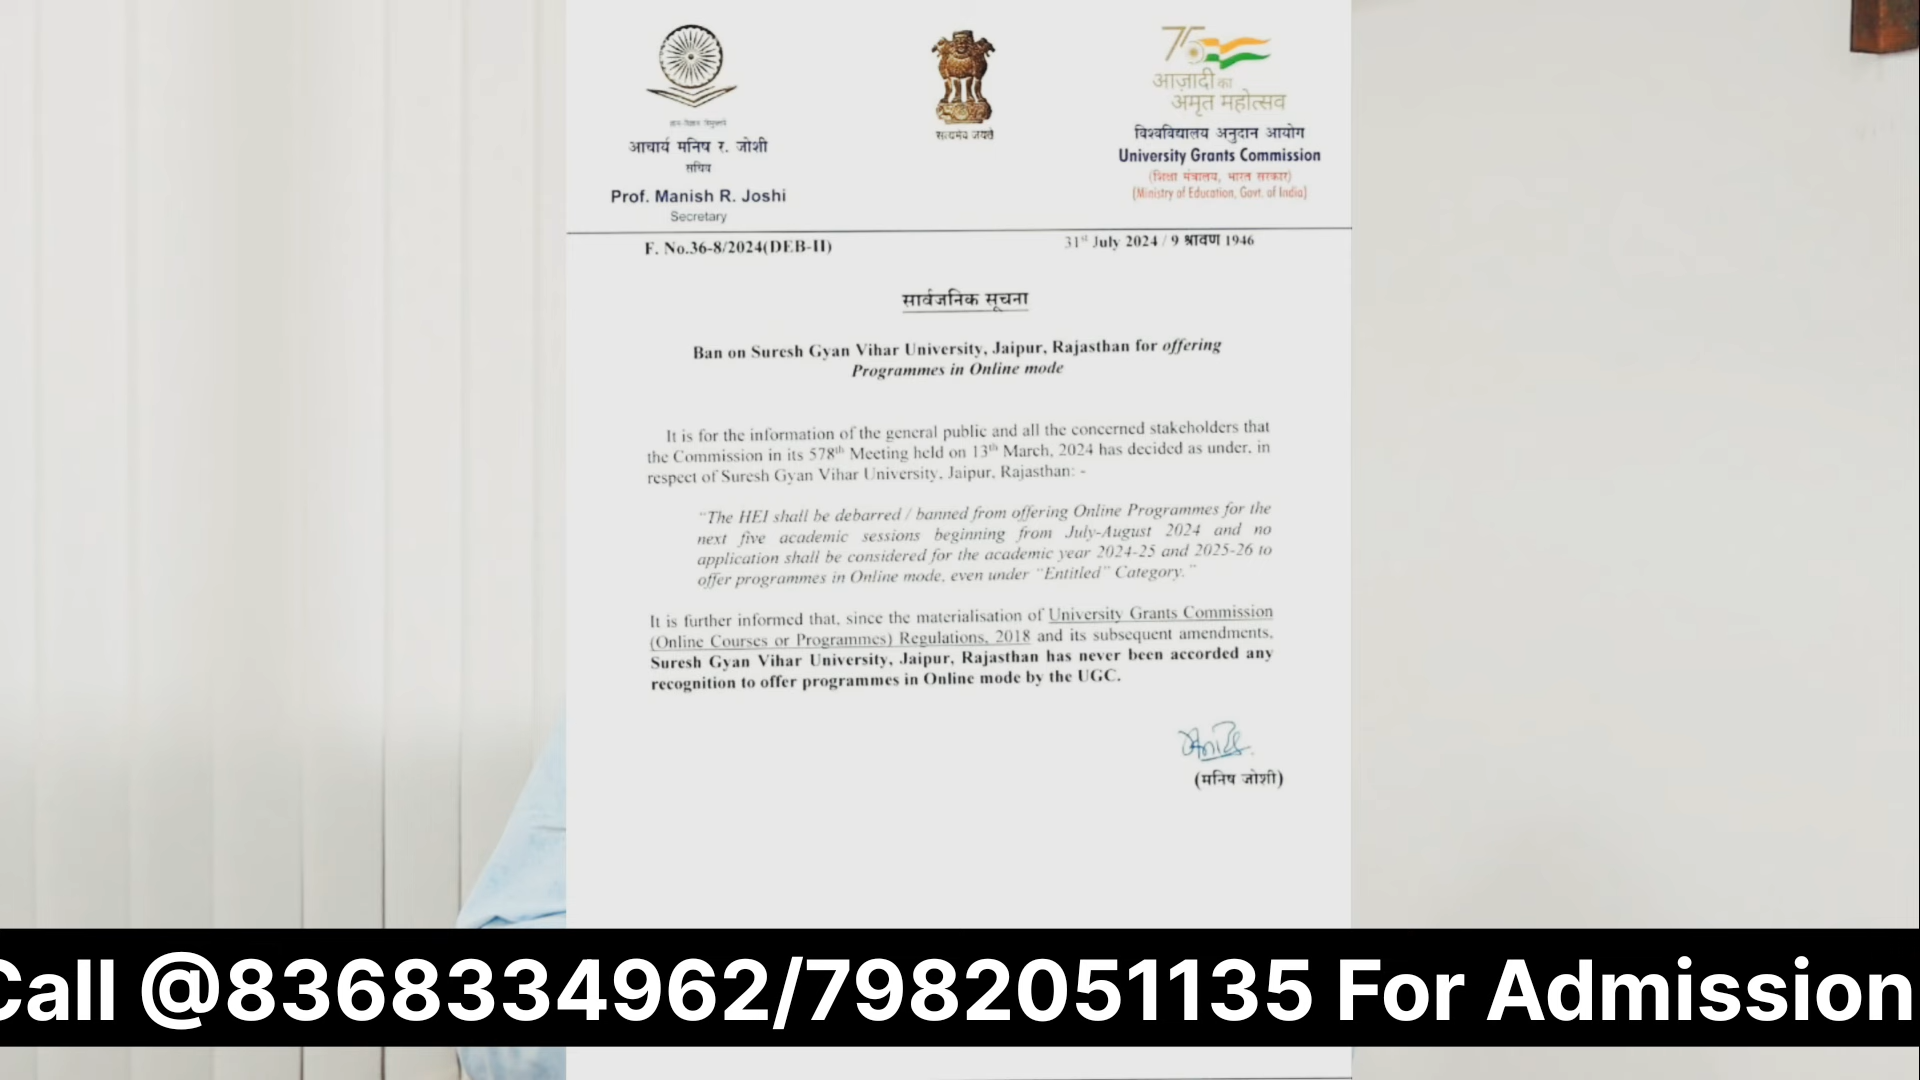 ज्ञान-विज्ञान विमुक्तये
आचार्य मनिष र. जोशी
सचिव
Prof. Manish R. Joshi
Secretary
सत्यमेव जयते
75
आज़ादी का
अमृत महोत्सव
विश्वविद्यालय अनुदान आयोग
University Grants Commission
(शिक्षा मंत्रालय, भारत सरकार)
(Ministry of Education, Govt. of India)
F. No.36-8/2024(DEB-II)
31st July 2024 / 9 श्रावण 1946
सार्वजनिक सूचना
Ban on Suresh Gyan Vihar University, Jaipur, Rajasthan for offering
Programmes in Online mode
It is for the information of the general public and all the concerned stakeholders that
the Commission in its 578th Meeting held on 13th March, 2024 has decided as under, in
respect of Suresh Gyan Vihar University, Jaipur, Rajasthan: -
"The HEI shall be debarred / banned from offering Online Programmes for the
next five academic sessions beginning from July-August 2024 and no
application shall be considered for the academic year 2024-25 and 2025-26 to
offer programmes in Online mode, even under "Entitled" Category."
It is further informed that, since the materialisation of University Grants Commission
(Online Courses or Programmes) Regulations, 2018 and its subsequent amendments,
Suresh Gyan Vihar University, Jaipur, Rajasthan has never been accorded any
recognition to offer programmes in Online mode by the UGC.
(मनिष जोशी)
Call @8368334962/7982051135 For Admission